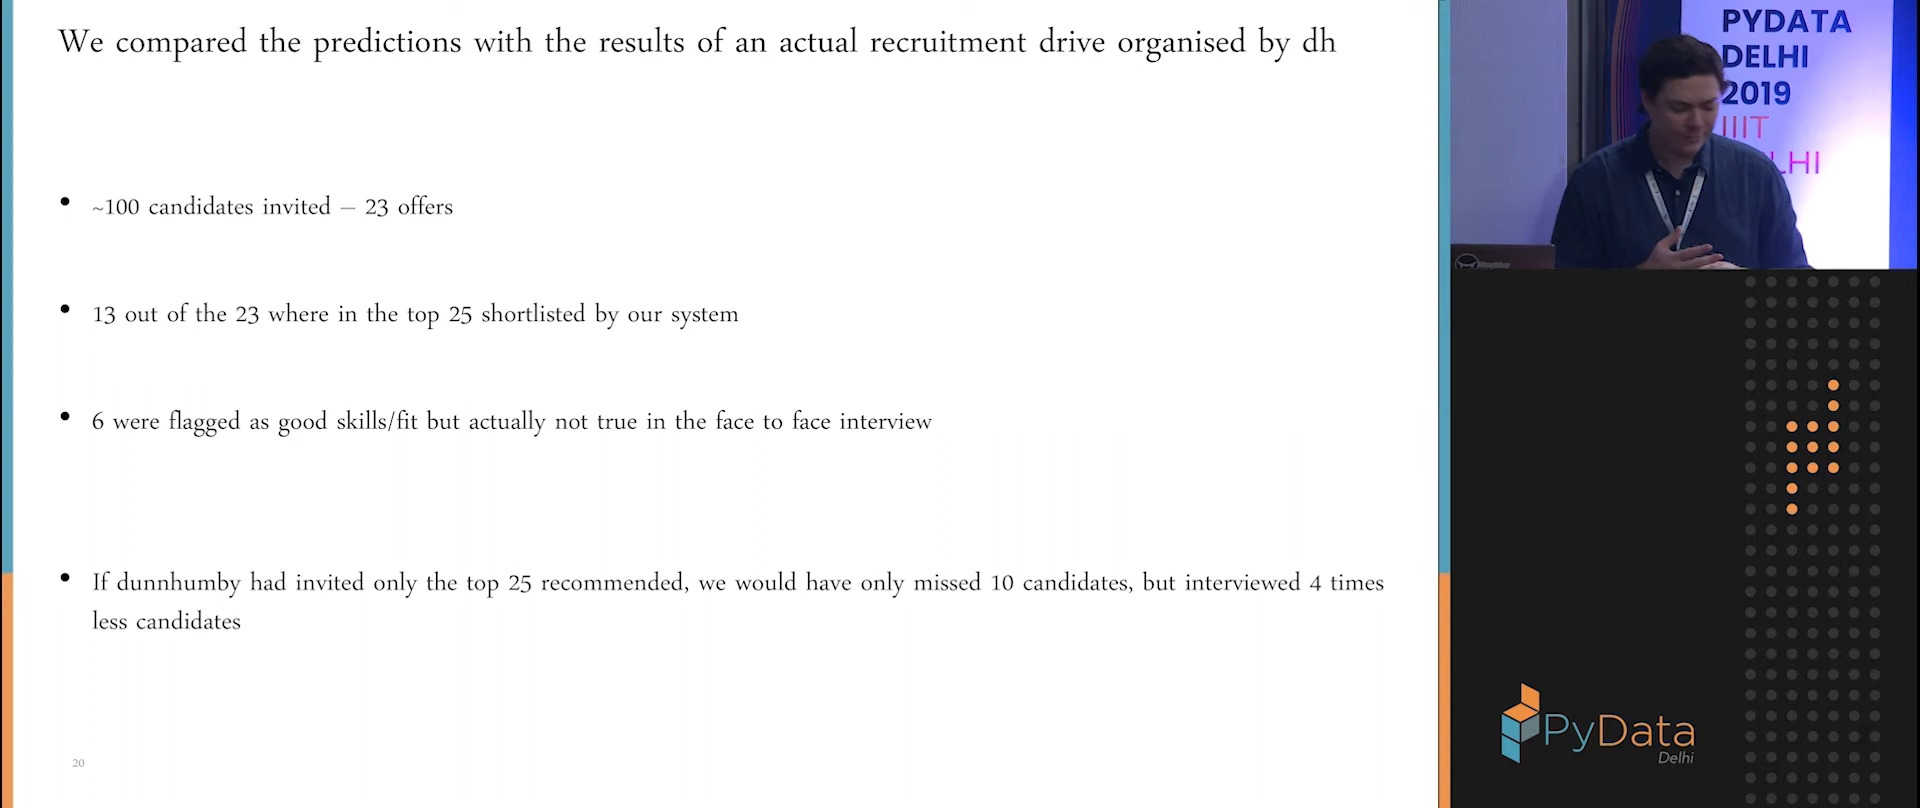 We compared the predictions with the results of an actual recruitment drive organised by dh
• ~100 candidates invited – 23 offers
• 13 out of the 23 where in the top 25 shortlisted by our system
• 6 were flagged as good skills/fit but actually not true in the face to face interview
• If dunnhumby had invited only the top 25 recommended, we would have only missed 10 candidates, but interviewed 4 times
less candidates
20
PYDATA
DELHI
2019
IIIT
LHI
PyData
Delhi